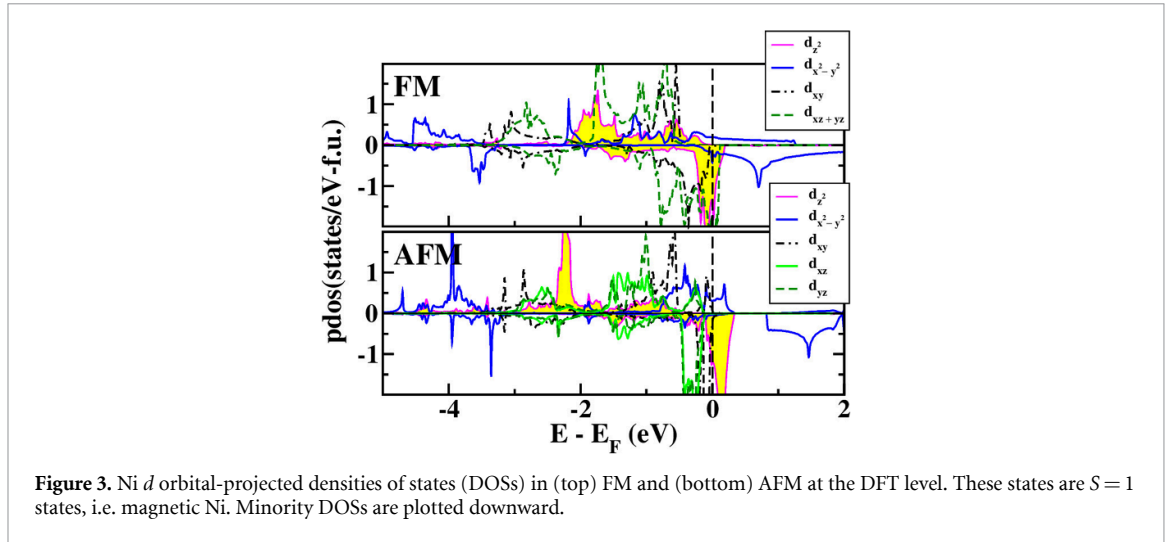 FM
d_z²
d_x²−y²
d_xy
d_xz+yz
1
0
-1
AFM
d_z²
d_x²−y²
d_xy
d_xz
d_yz
1
0
-1
pdos(states/eV-f.u.)
-4 -2 0 2
E - E_F (eV)
Figure 3. Ni d orbital-projected densities of states (DOSs) in (top) FM and (bottom) AFM at the DFT level. These states are S = 1
states, i.e. magnetic Ni. Minority DOSs are plotted downward.